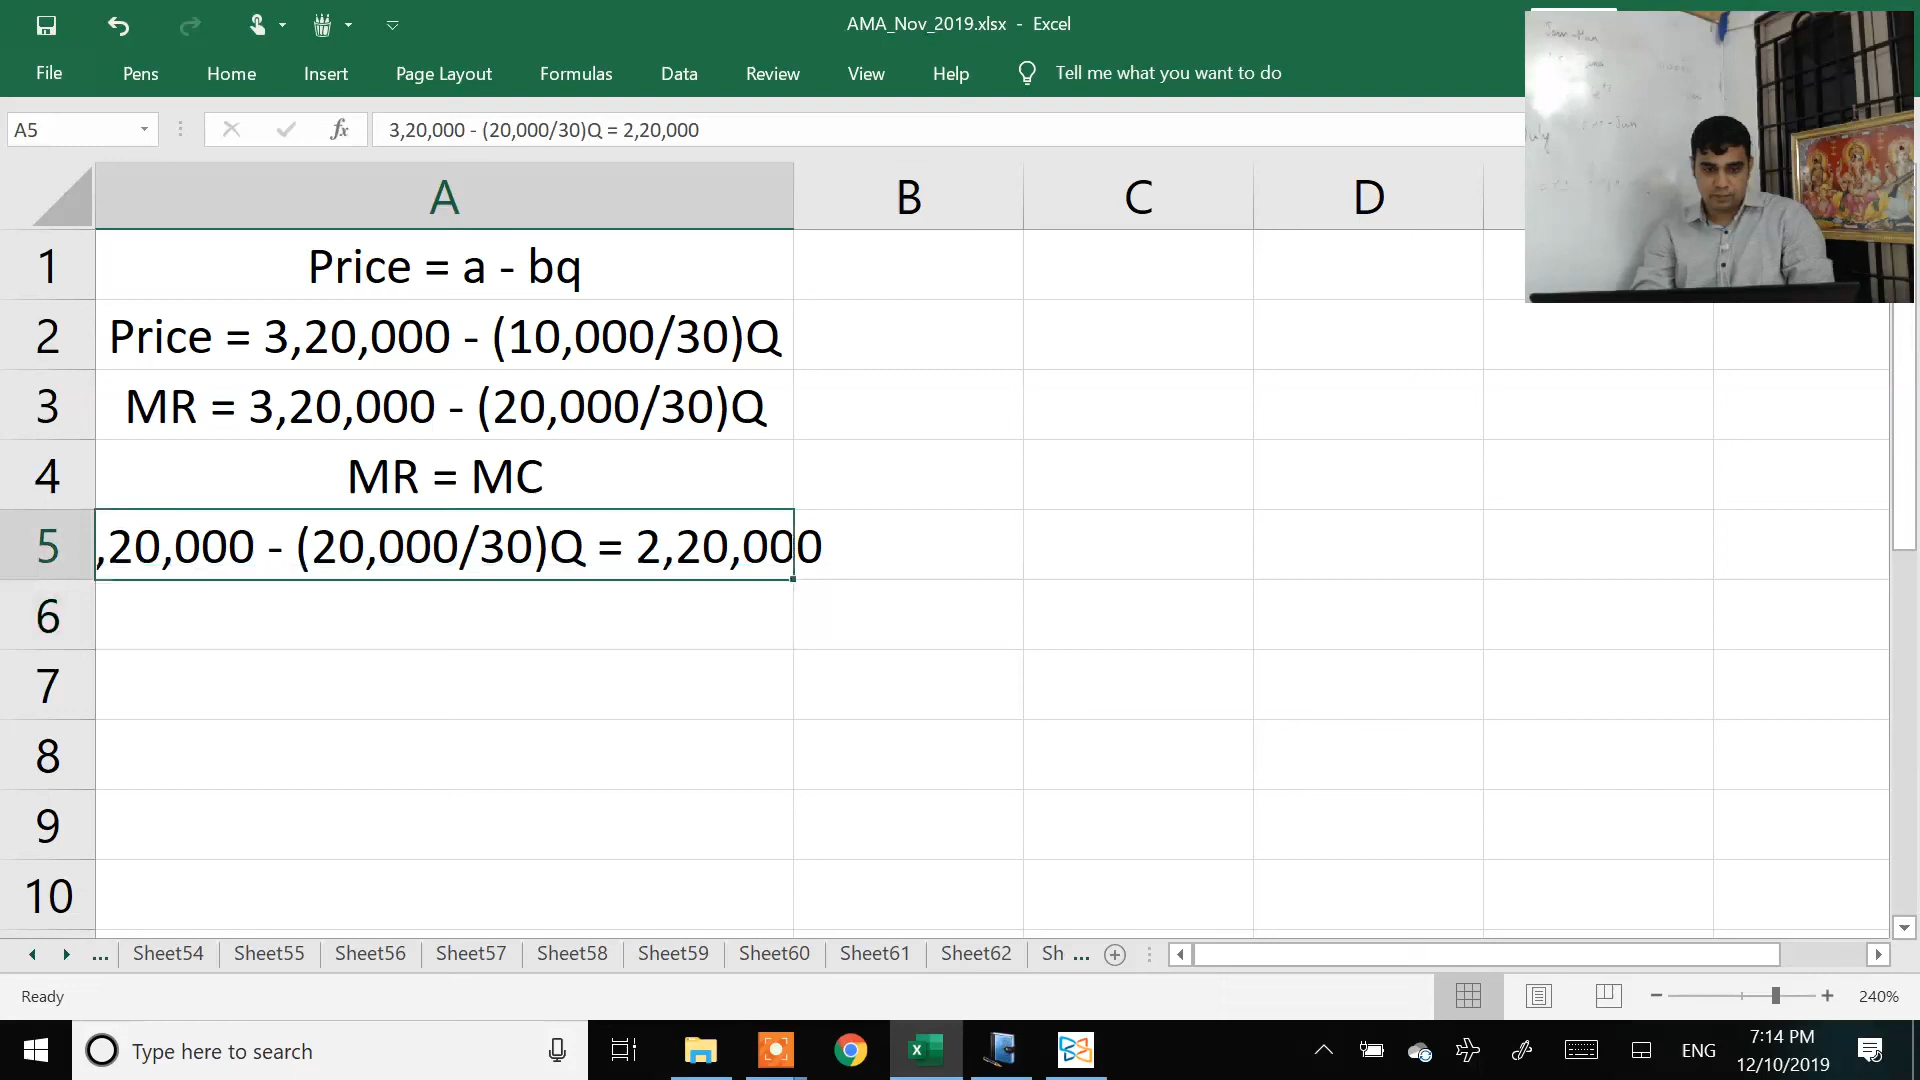 AMA_Nov_2019.xlsx - Excel
File Pens Home Insert Page Layout Formulas Data Review View Help Tell me what you want to do
A5 fx 3,20,000 - (20,000/30)Q = 2,20,000
A B C D
1 Price = a - bq
2 Price = 3,20,000 - (10,000/30)Q
3 MR = 3,20,000 - (20,000/30)Q
4 MR = MC
5 ,20,000 - (20,000/30)Q = 2,20,000
6
7
8
9
10
... Sheet54 Sheet55 Sheet56 Sheet57 Sheet58 Sheet59 Sheet60 Sheet61 Sheet62 Sh ...
Ready 240%
Type here to search ENG 7:14 PM
12/10/2019